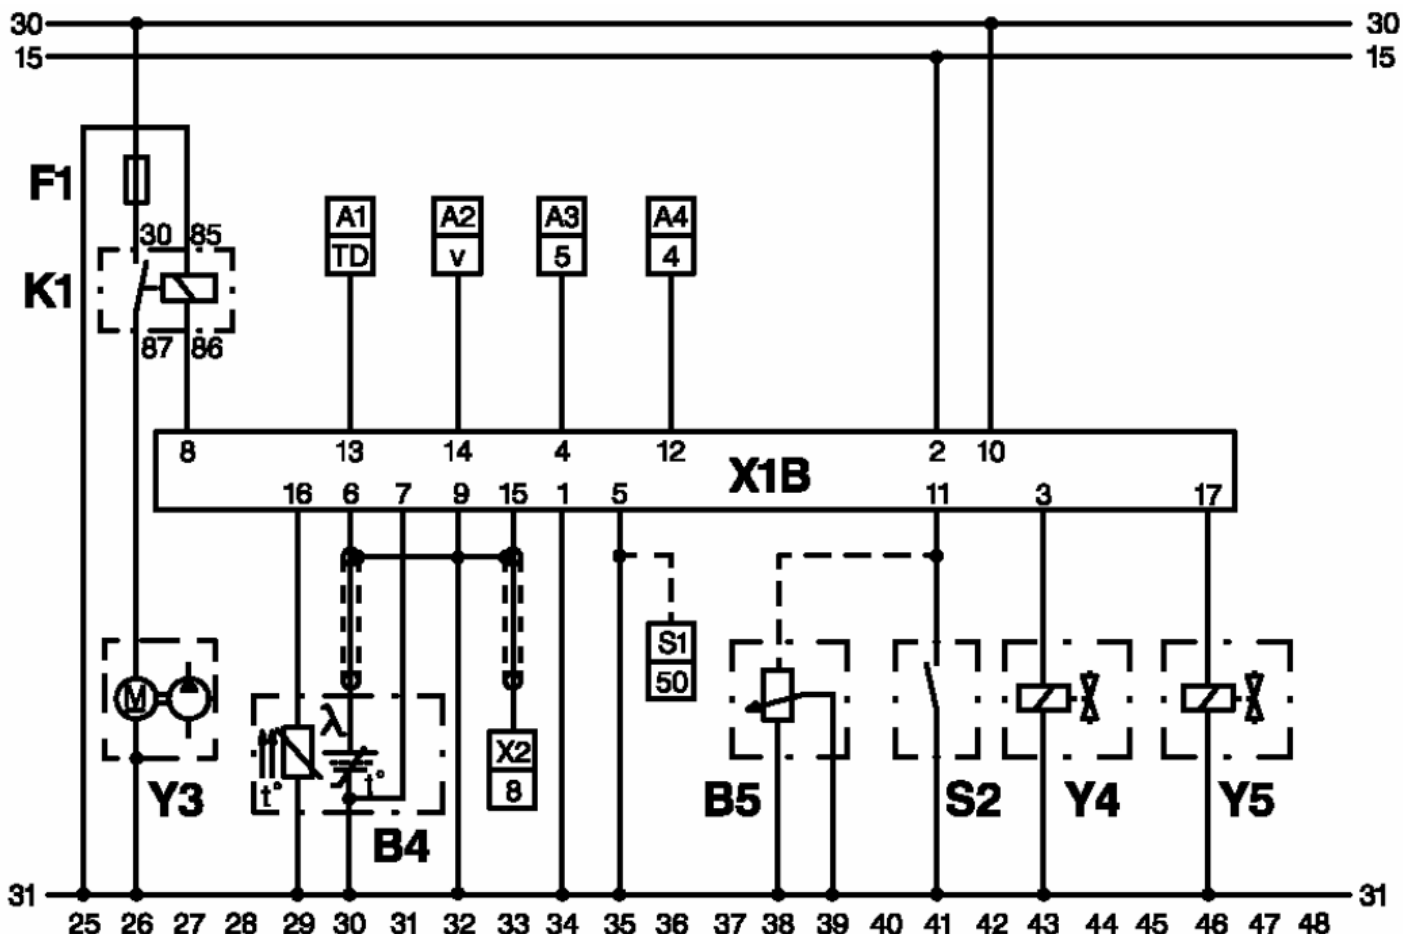 30 30
15 15
F1
30 85
K1
87 86
A1 A2 A3 A4
TD v 5 4
8 13 14 4 12 2 10
X1B
16 6 7 9 15 1 5 11 3 17
S1
50
M
λ
t° t°
X2
8
Y3 B4 B5 S2 Y4 Y5
31 31
25 26 27 28 29 30 31 32 33 34 35 36 37 38 39 40 41 42 43 44 45 46 47 48